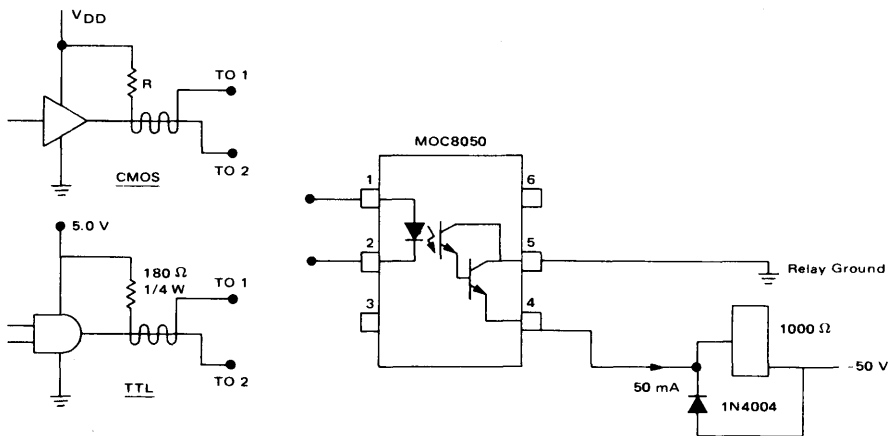 V DD
R
TO 1
TO 2
CMOS
5.0 V
180 Ω
1/4 W
TO 1
TO 2
TTL
MOC8050
1
6
2
5
3
4
Relay Ground
1000 Ω
-50 V
50 mA
1N4004